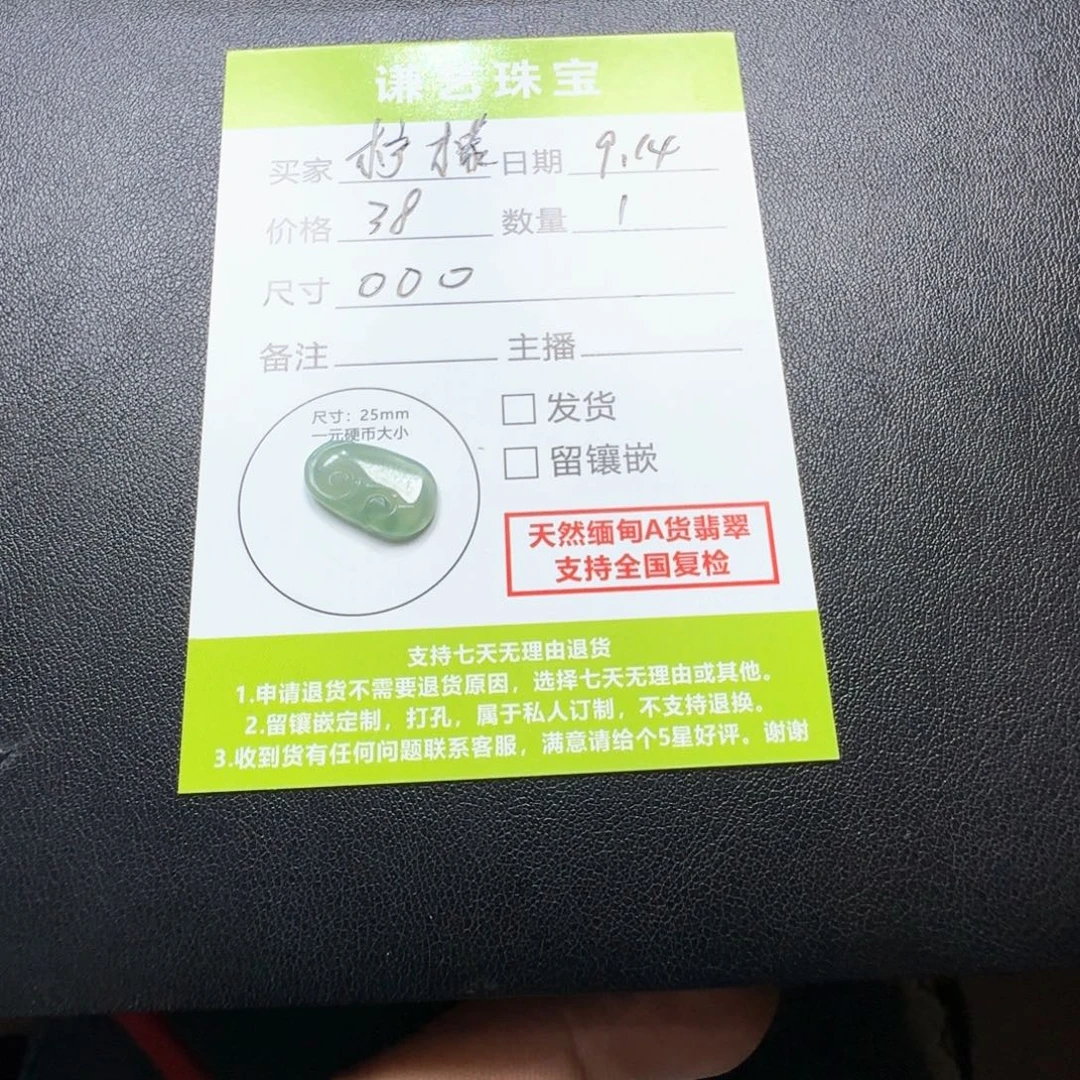 谦艺珠宝
买家 柠檬 日期 9.14
价格 38 数量 1
尺寸 000
备注 主播
尺寸：25mm
一元硬币大小
□ 发货
□ 留镶嵌
天然缅甸A货翡翠
支持全国复检
支持七天无理由退货
1.申请退货不需要退货原因，选择七天无理由或其他。
2.留镶嵌定制，打孔，属于私人订制，不支持退换。
3.收到货有任何问题联系客服，满意请给个5星好评。谢谢